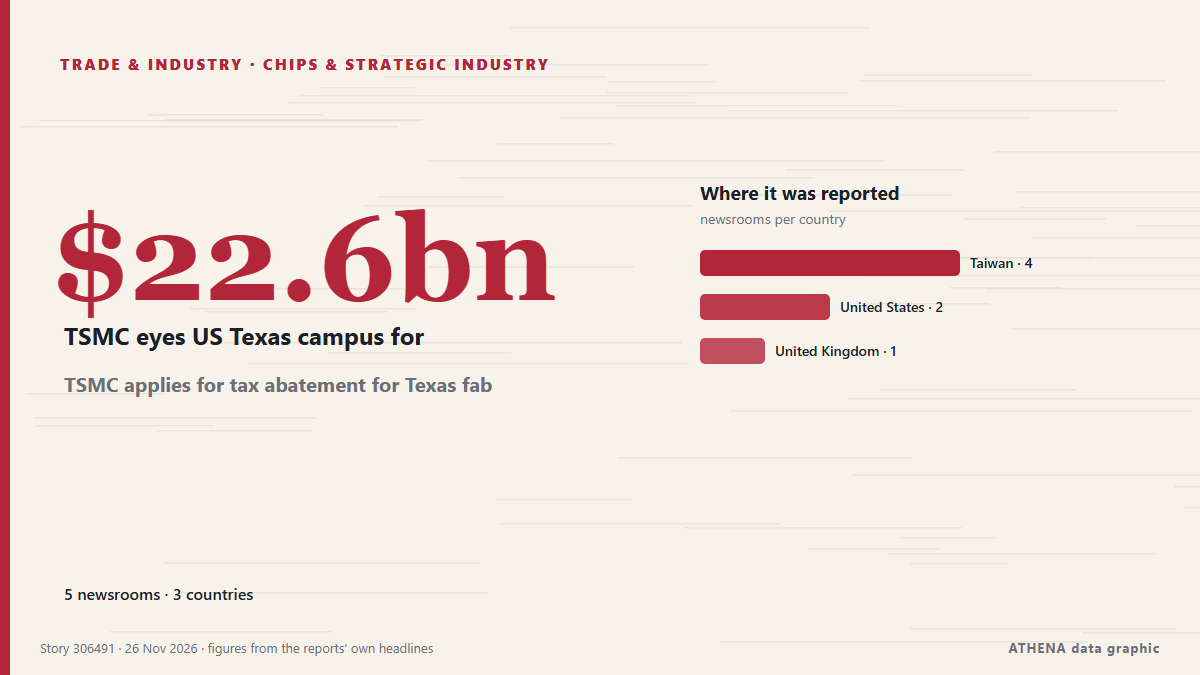 TRADE & INDUSTRY · CHIPS & STRATEGIC INDUSTRY
$22.6bn
TSMC eyes US Texas campus for
TSMC applies for tax abatement for Texas fab
Where it was reported
newsrooms per country
Taiwan · 4
United States · 2
United Kingdom · 1
5 newsrooms · 3 countries
Story 306491 · 26 Nov 2026 · figures from the reports' own headlines
ATHENA data graphic